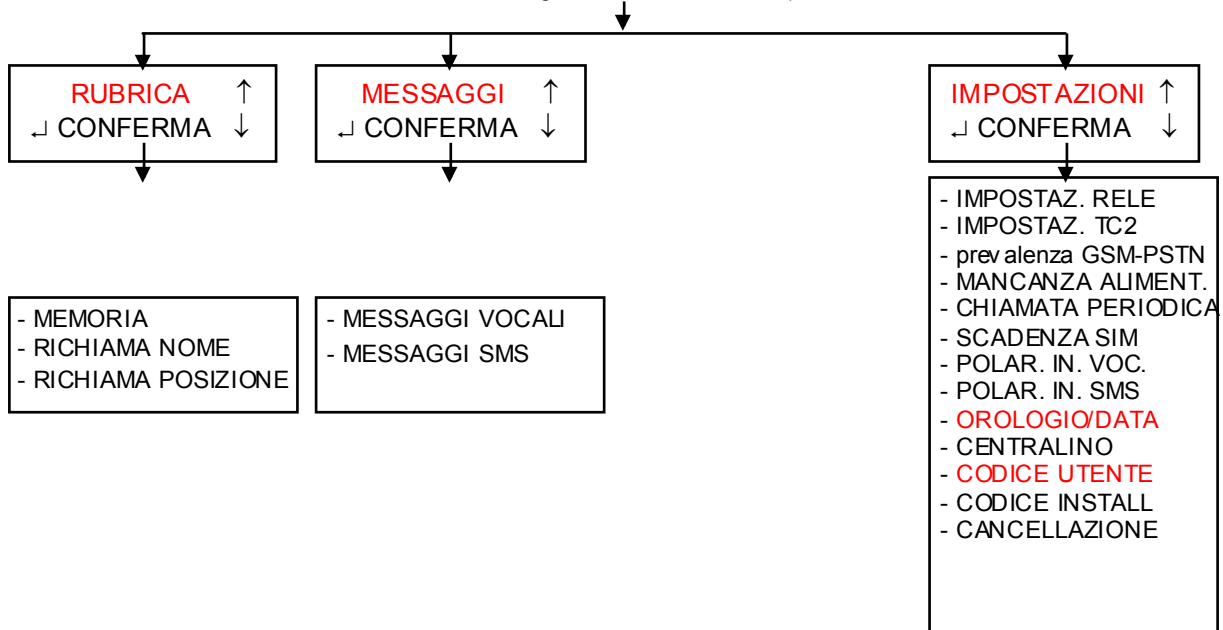 RUBRICA ↑
↵ CONFERMA ↓
MESSAGGI ↑
↵ CONFERMA ↓
IMPOSTAZIONI ↑
↵ CONFERMA ↓
- MEMORIA
- RICHIAMA NOME
- RICHIAMA POSIZIONE
- MESSAGGI VOCALI
- MESSAGGI SMS
- IMPOSTAZ. RELE
- IMPOSTAZ. TC2
- prevalenza GSM-PSTN
- MANCANZA ALIMENT.
- CHIAMATA PERIODICA
- SCADENZA SIM
- POLAR. IN. VOC.
- POLAR. IN. SMS
- OROLOGIO/DATA
- CENTRALINO
- CODICE UTENTE
- CODICE INSTALL
- CANCELLAZIONE